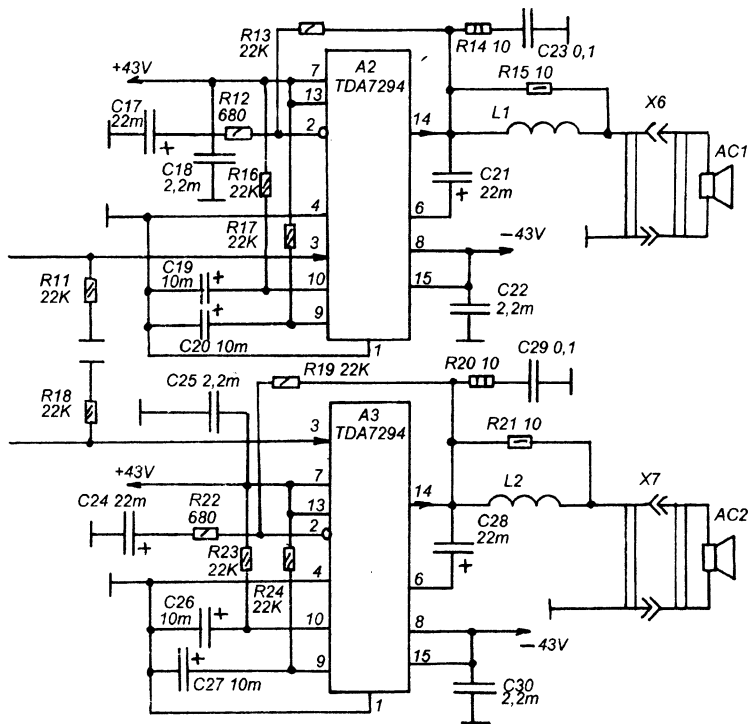 R13
22K
R14 10
C23 0,1
+43V
7
A2
TDA7294
R15 10
C17
22m
+
R12
680
13
2
14
L1
X6
AC1
C18
2,2m
R16
22K
C21
22m
+
4
6
R17
22K
8
−43V
3
R11
22K
C19
10m
+
10
15
C22
2,2m
+
9
C20 10m
1
R19 22K
R20 10
C29 0,1
C25 2,2m
R18
22K
A3
TDA7294
R21 10
3
+43V
7
14
L2
X7
C24 22m
+
R22
680
13
2
AC2
C28
22m
+
R23
22K
R24
22K
4
6
C26
10m
+
10
8
−43V
+
9
15
C27 10m
C30
2,2m
1